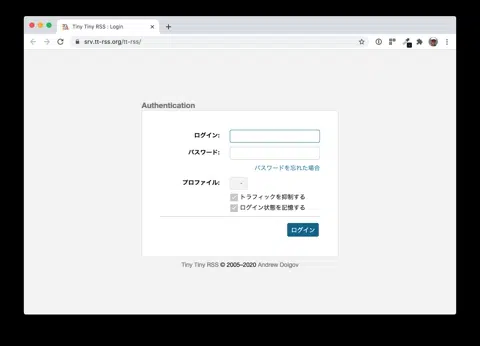 Tiny Tiny RSS : Login
srv.tt-rss.org/tt-rss/
Authentication
ログイン:
パスワード:
パスワードを忘れた場合
プロファイル:
トラフィックを抑制する
ログイン状態を記憶する
ログイン
Tiny Tiny RSS © 2005–2020 Andrew Dolgov